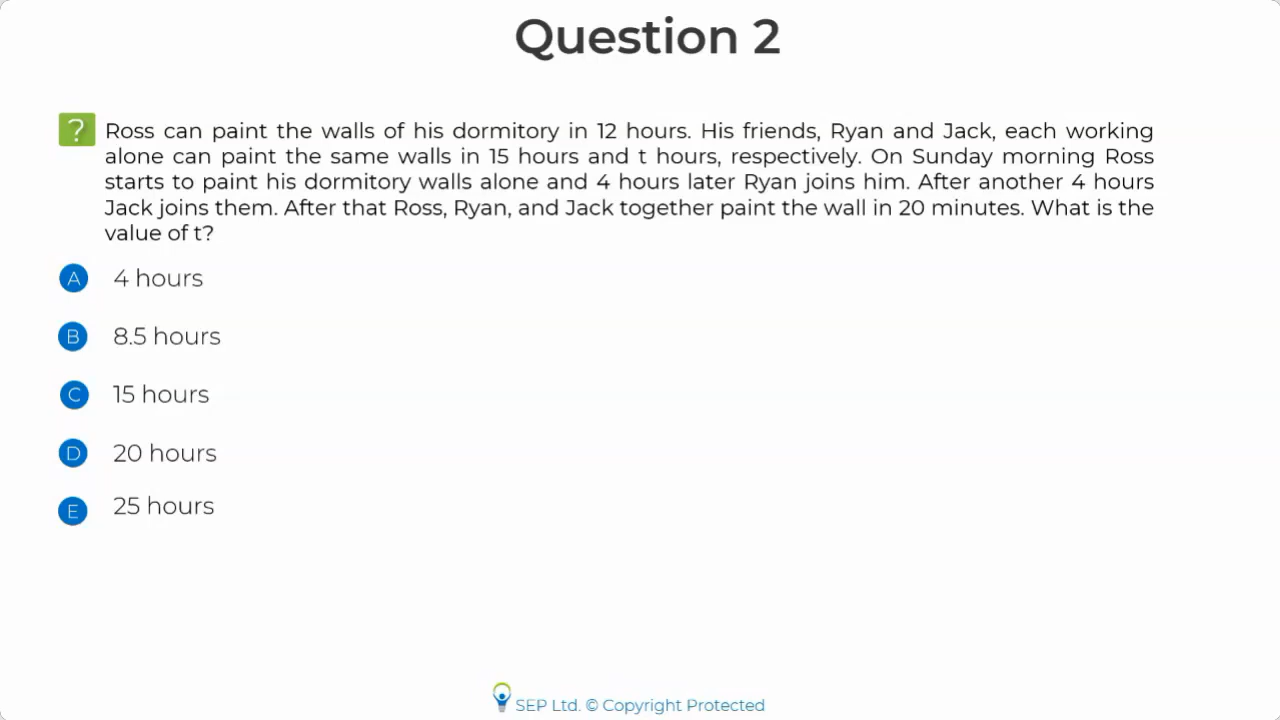 Question 2
? Ross can paint the walls of his dormitory in 12 hours. His friends, Ryan and Jack, each working
alone can paint the same walls in 15 hours and t hours, respectively. On Sunday morning Ross
starts to paint his dormitory walls alone and 4 hours later Ryan joins him. After another 4 hours
Jack joins them. After that Ross, Ryan, and Jack together paint the wall in 20 minutes. What is the
value of t?
A 4 hours
B 8.5 hours
C 15 hours
D 20 hours
E 25 hours
SEP Ltd. © Copyright Protected